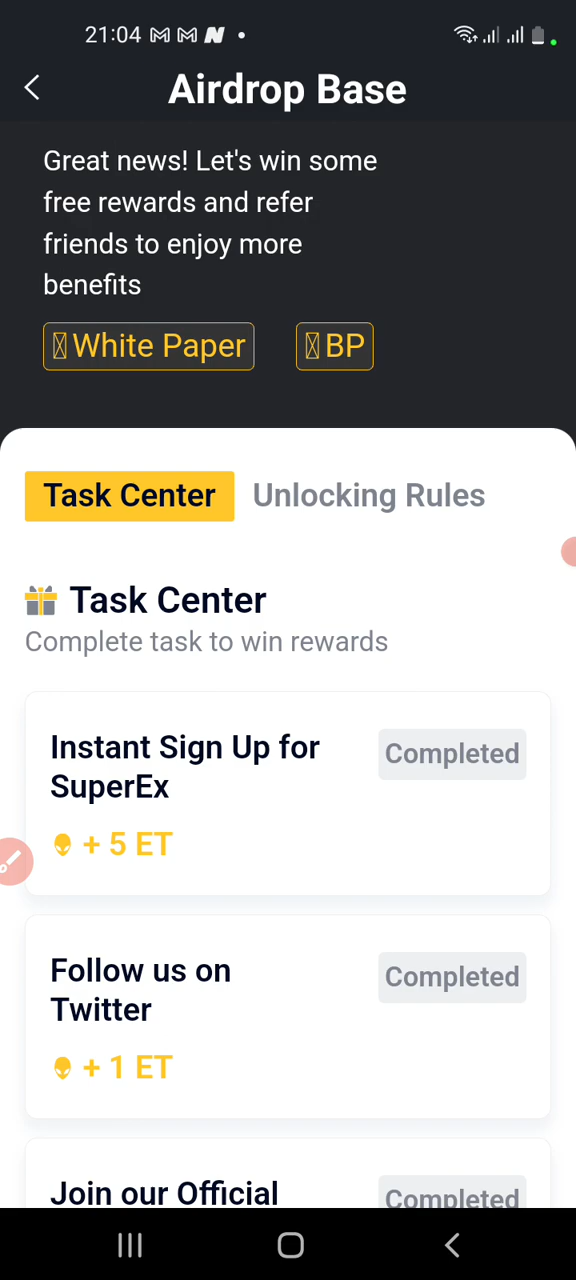 21:04
Airdrop Base
Great news! Let's win some
free rewards and refer
friends to enjoy more
benefits
White Paper
BP
Task Center
Unlocking Rules
Task Center
Complete task to win rewards
Instant Sign Up for
SuperEx
Completed
+ 5 ET
Follow us on
Twitter
Completed
+ 1 ET
Join our Official
Completed